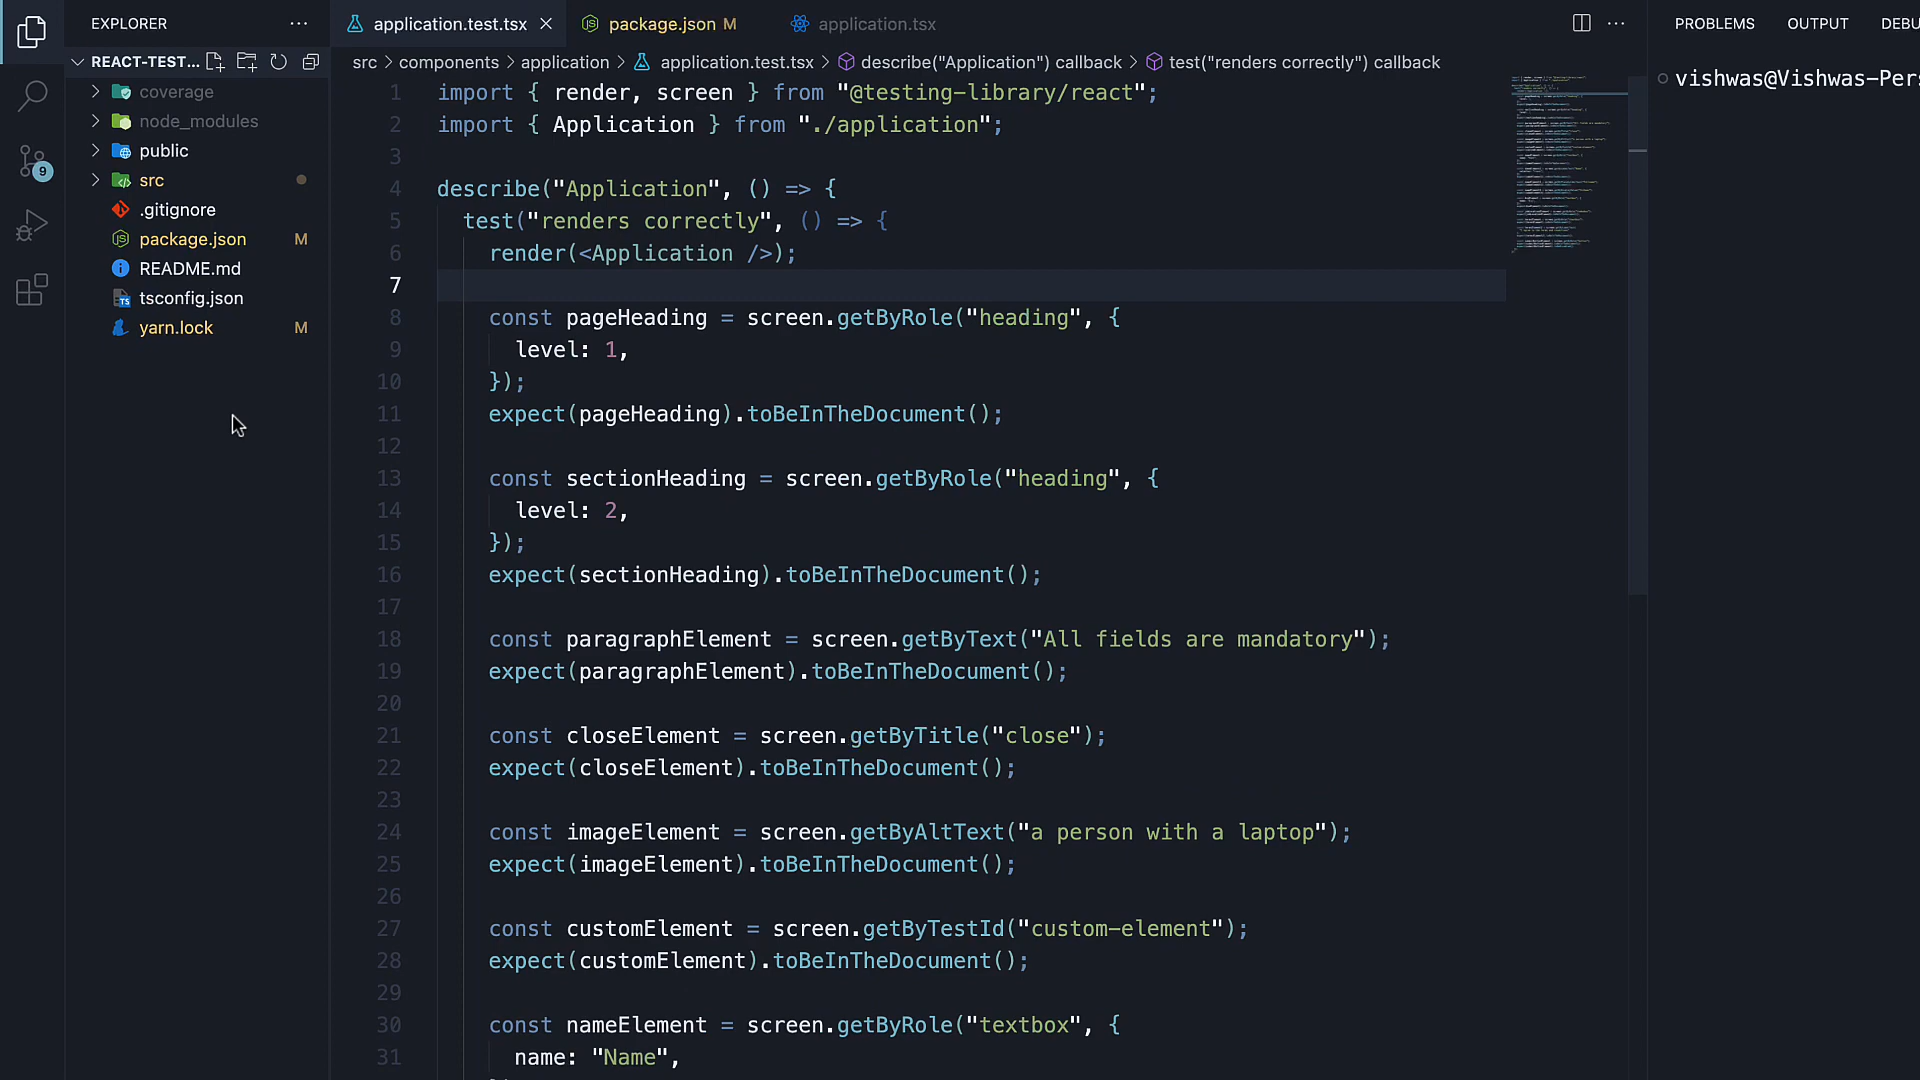 EXPLORER
REACT-TEST...
coverage
node_modules
public
src
.gitignore
package.json M
README.md
tsconfig.json
yarn.lock M
9
application.test.tsx
package.json M
application.tsx
src > components > application > application.test.tsx > describe("Application") callback > test("renders correctly") callback
1 import { render, screen } from "@testing-library/react";
2 import { Application } from "./application";
3
4 describe("Application", () => {
5 test("renders correctly", () => {
6 render(<Application />);
7
8 const pageHeading = screen.getByRole("heading", {
9 level: 1,
10 });
11 expect(pageHeading).toBeInTheDocument();
12
13 const sectionHeading = screen.getByRole("heading", {
14 level: 2,
15 });
16 expect(sectionHeading).toBeInTheDocument();
17
18 const paragraphElement = screen.getByText("All fields are mandatory");
19 expect(paragraphElement).toBeInTheDocument();
20
21 const closeElement = screen.getByTitle("close");
22 expect(closeElement).toBeInTheDocument();
23
24 const imageElement = screen.getByAltText("a person with a laptop");
25 expect(imageElement).toBeInTheDocument();
26
27 const customElement = screen.getByTestId("custom-element");
28 expect(customElement).toBeInTheDocument();
29
30 const nameElement = screen.getByRole("textbox", {
31 name: "Name",
PROBLEMS OUTPUT DEBU
vishwas@Vishwas-Pers